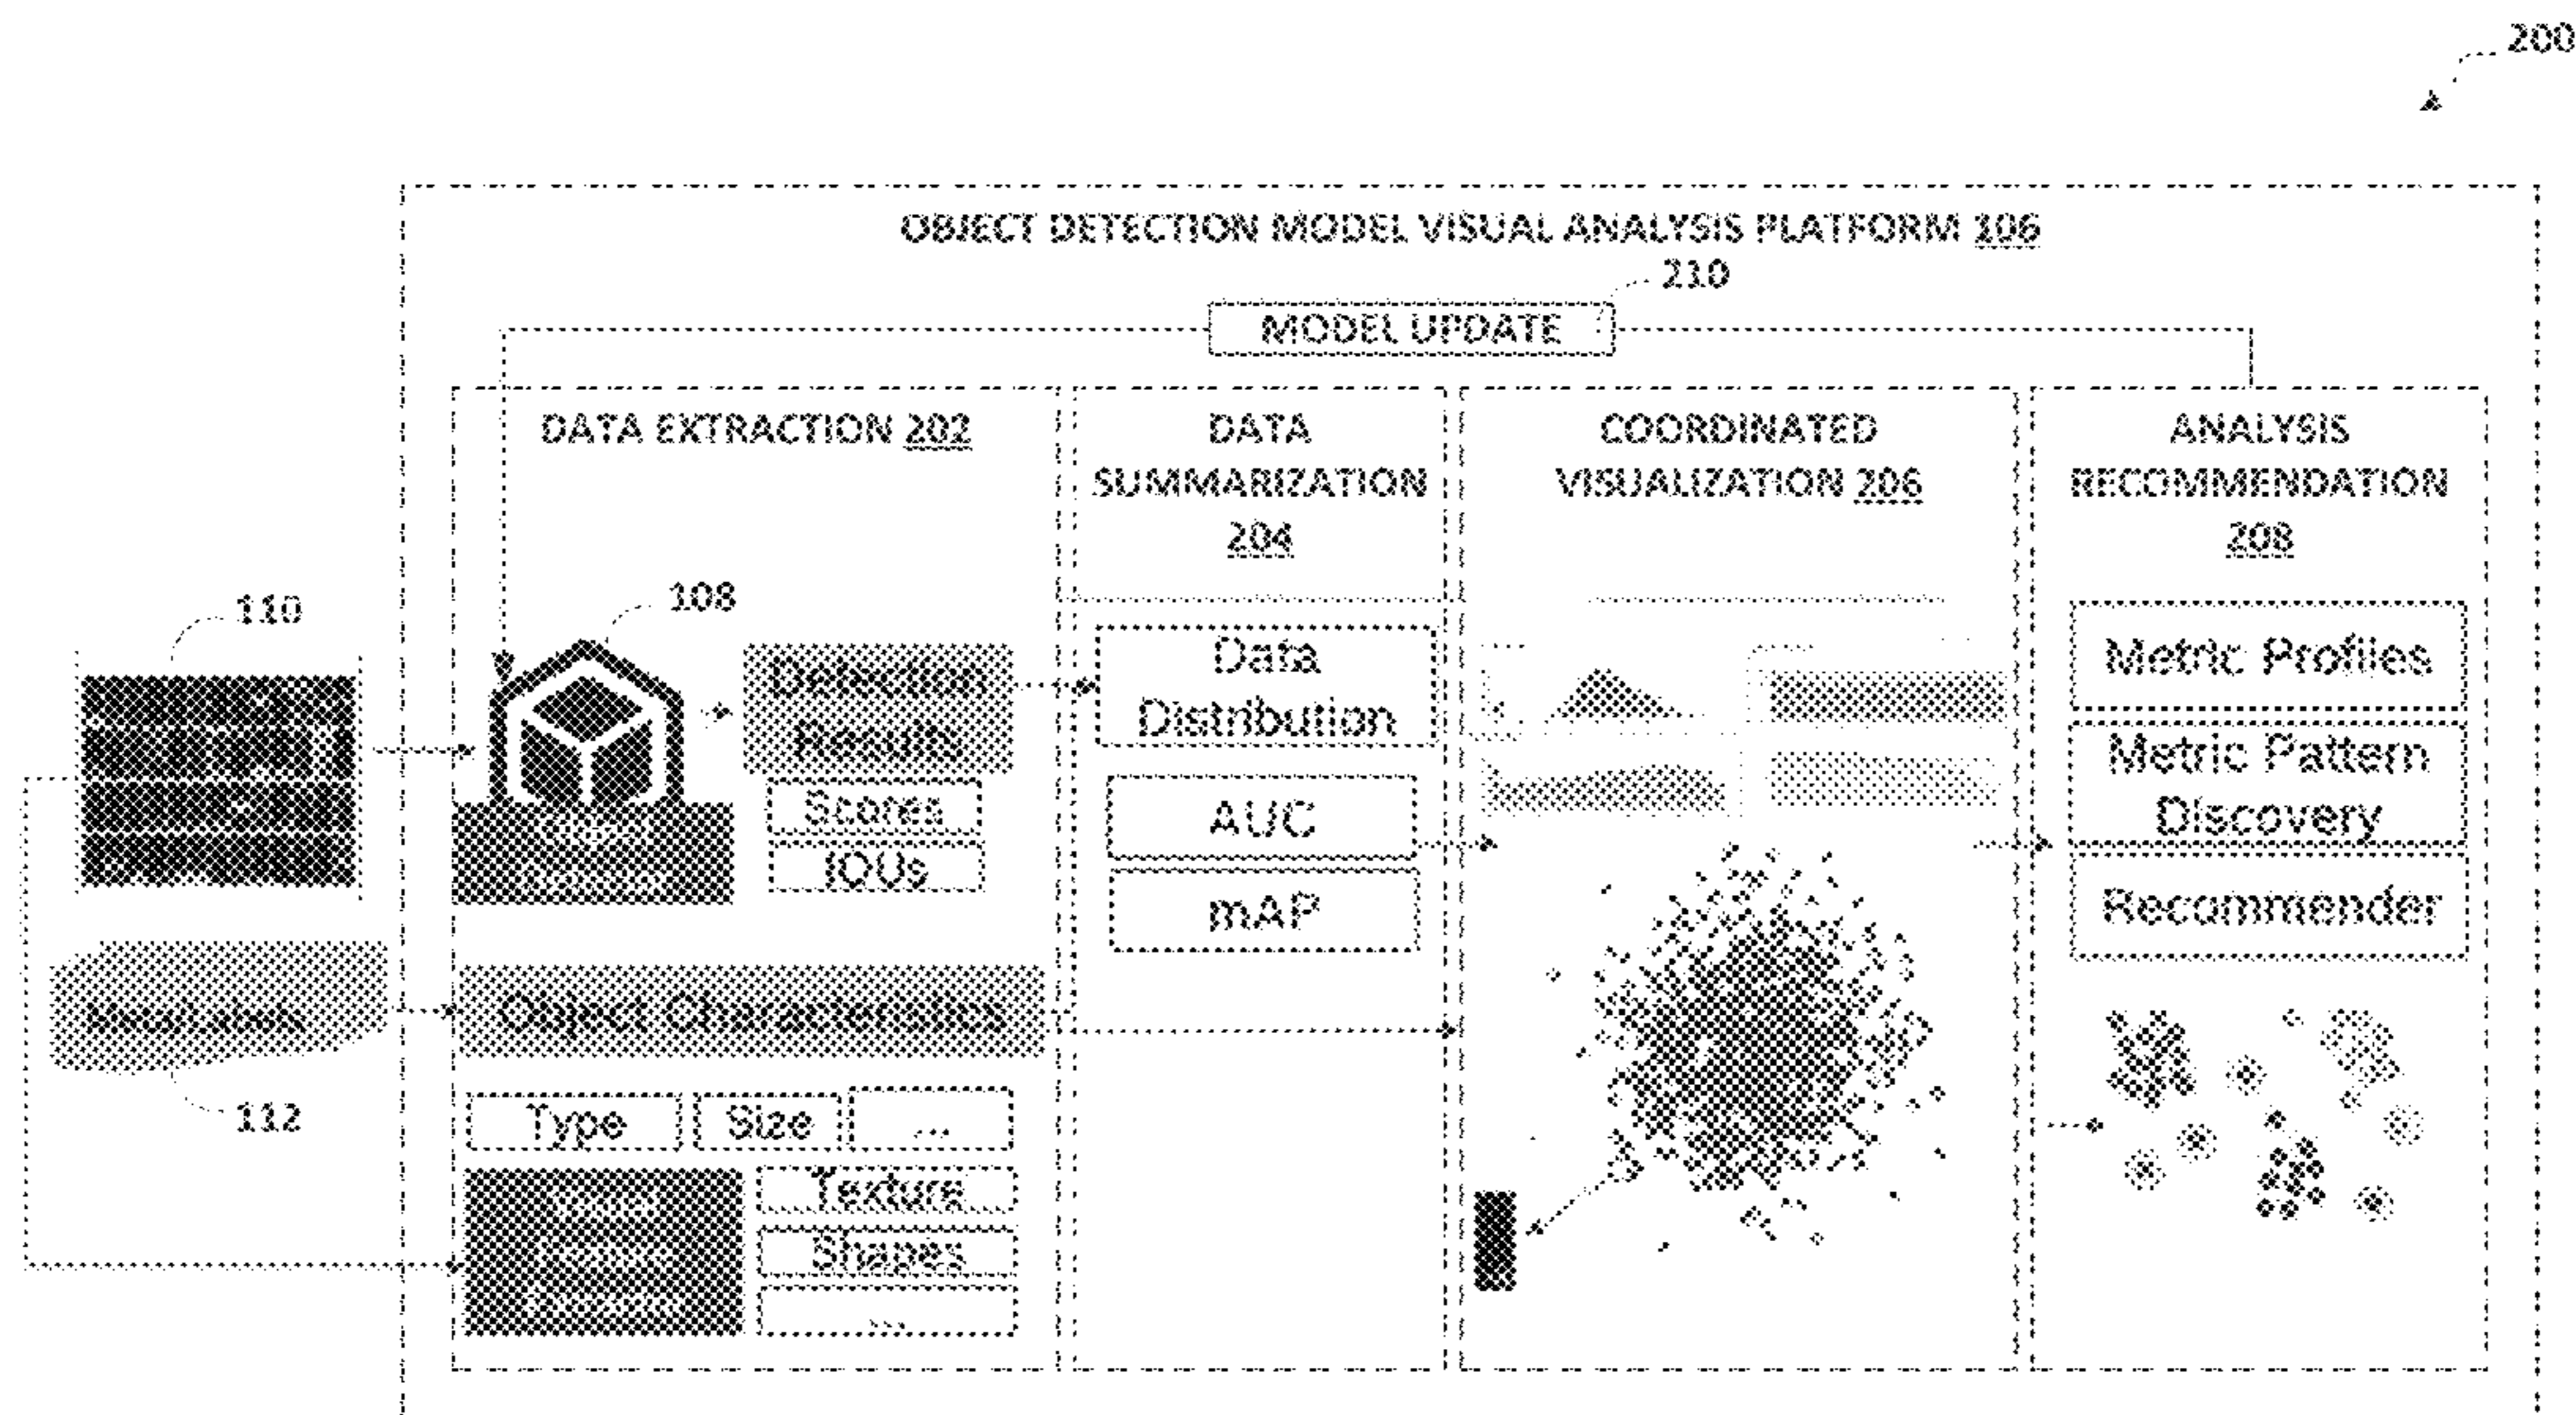 200
OBJECT DETECTION MODEL VISUAL ANALYSIS PLATFORM 106
210
MODEL UPDATE
DATA EXTRACTION 202
DATA
SUMMARIZATION
204
COORDINATED
VISUALIZATION 206
ANALYSIS
RECOMMENDATION
208
110
108
Detection
Results
Scores
IOUs
Data
Distribution
AUC
mAP
Metric Profiles
Metric Pattern
Discovery
Recommender
112
Object Characteristics
Type
Size
...
Texture
Shapes
...